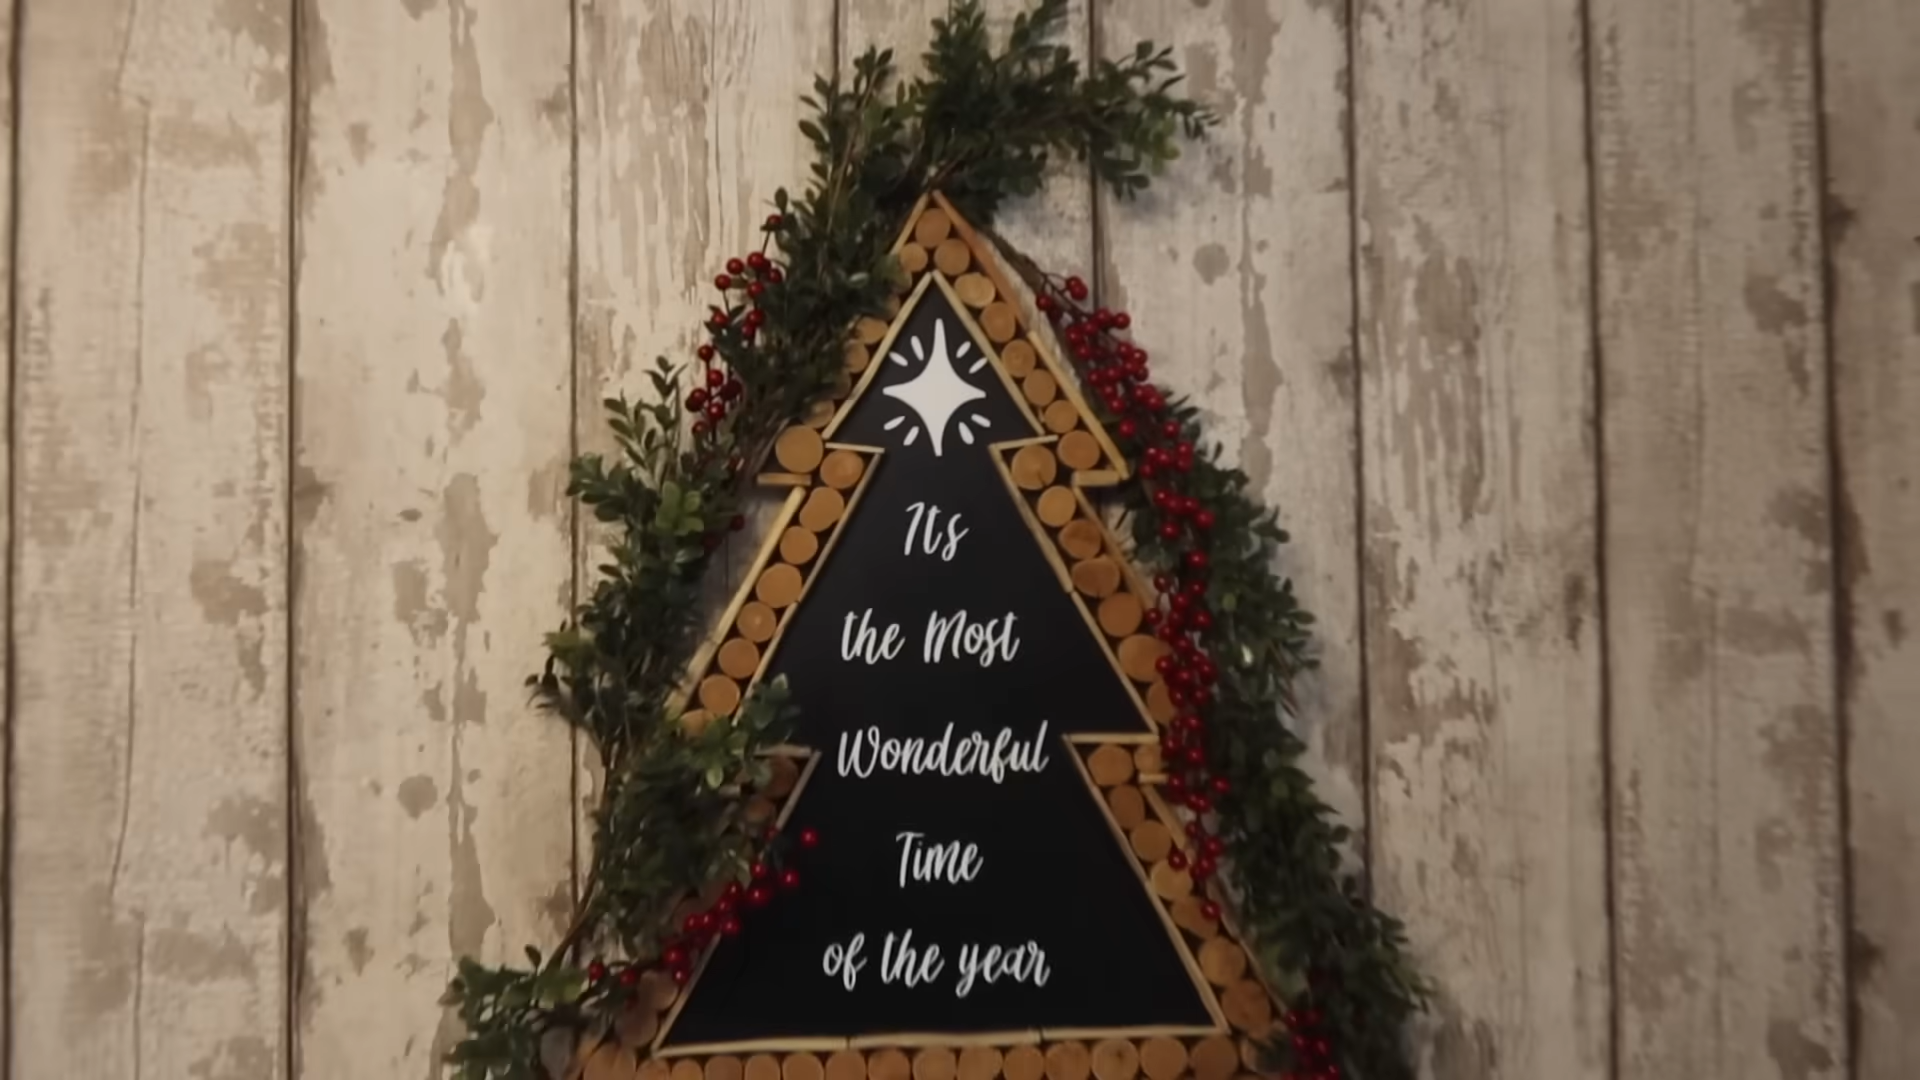 Its
the Most
Wonderful
Time
of the year